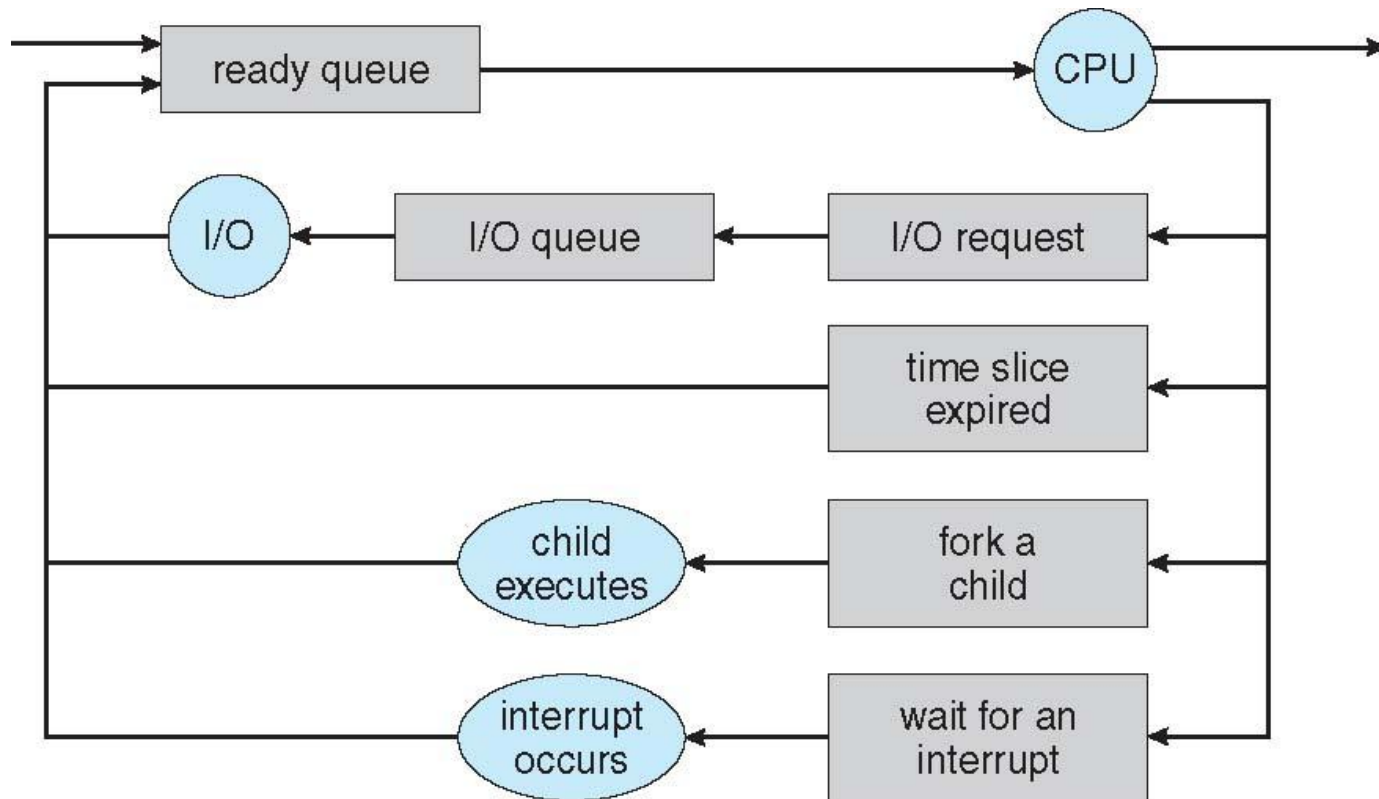 ready queue
CPU
I/O
I/O queue
I/O request
time slice
expired
child
executes
fork a
child
interrupt
occurs
wait for an
interrupt